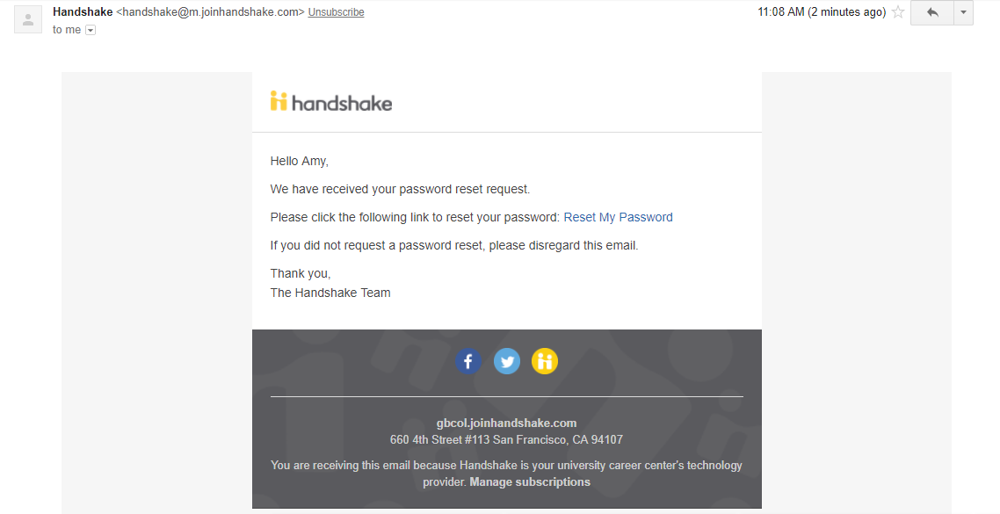 Handshake <handshake@m.joinhandshake.com> Unsubscribe 11:08 AM (2 minutes ago)
to me
handshake
Hello Amy,
We have received your password reset request.
Please click the following link to reset your password: Reset My Password
If you did not request a password reset, please disregard this email.
Thank you,
The Handshake Team
gbcol.joinhandshake.com
660 4th Street #113 San Francisco, CA 94107
You are receiving this email because Handshake is your university career center's technology
provider. Manage subscriptions